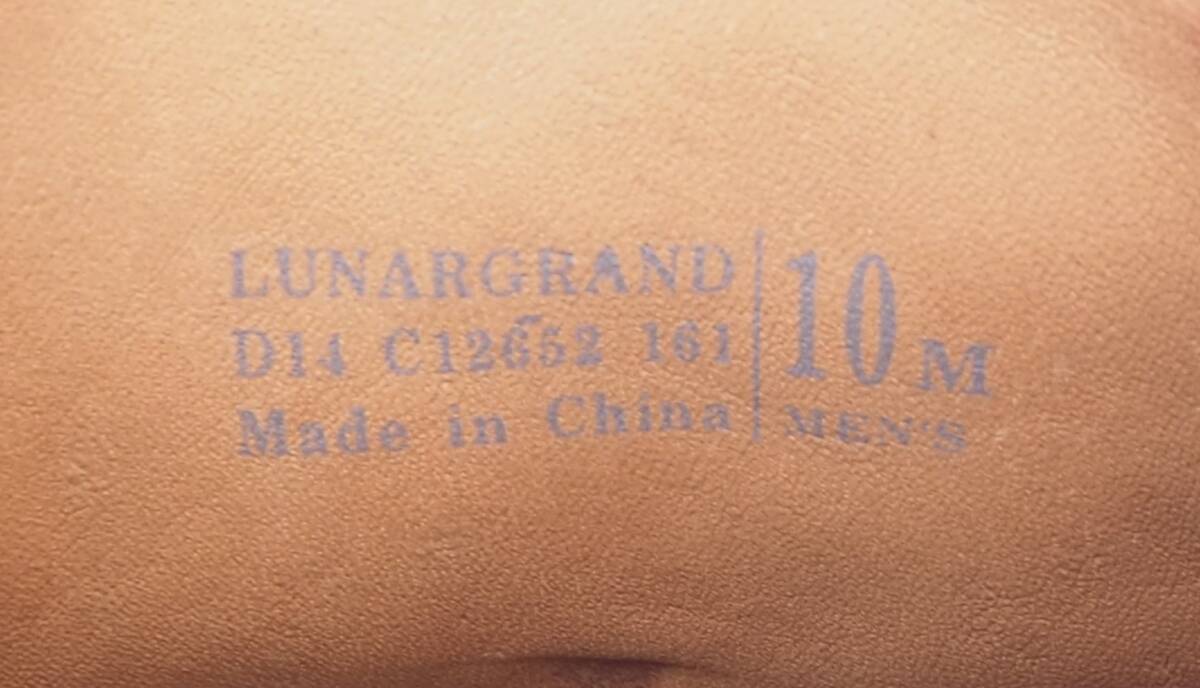 LUNARGRAND
D14 C12652 161
Made in China
10 M
MEN'S